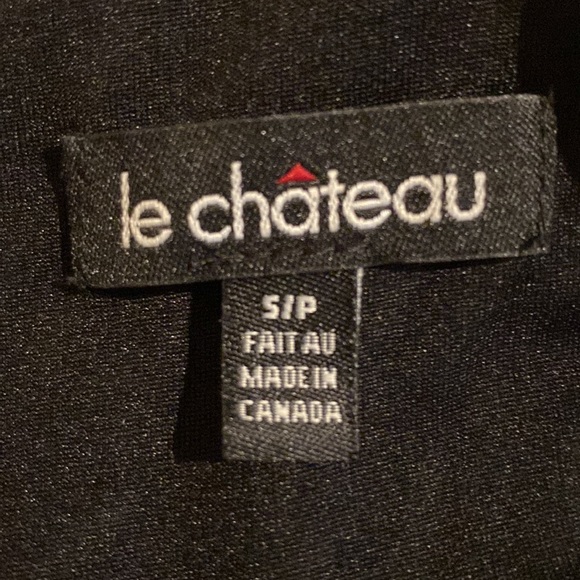 le château
S/P
FAIT AU
MADE IN
CANADA